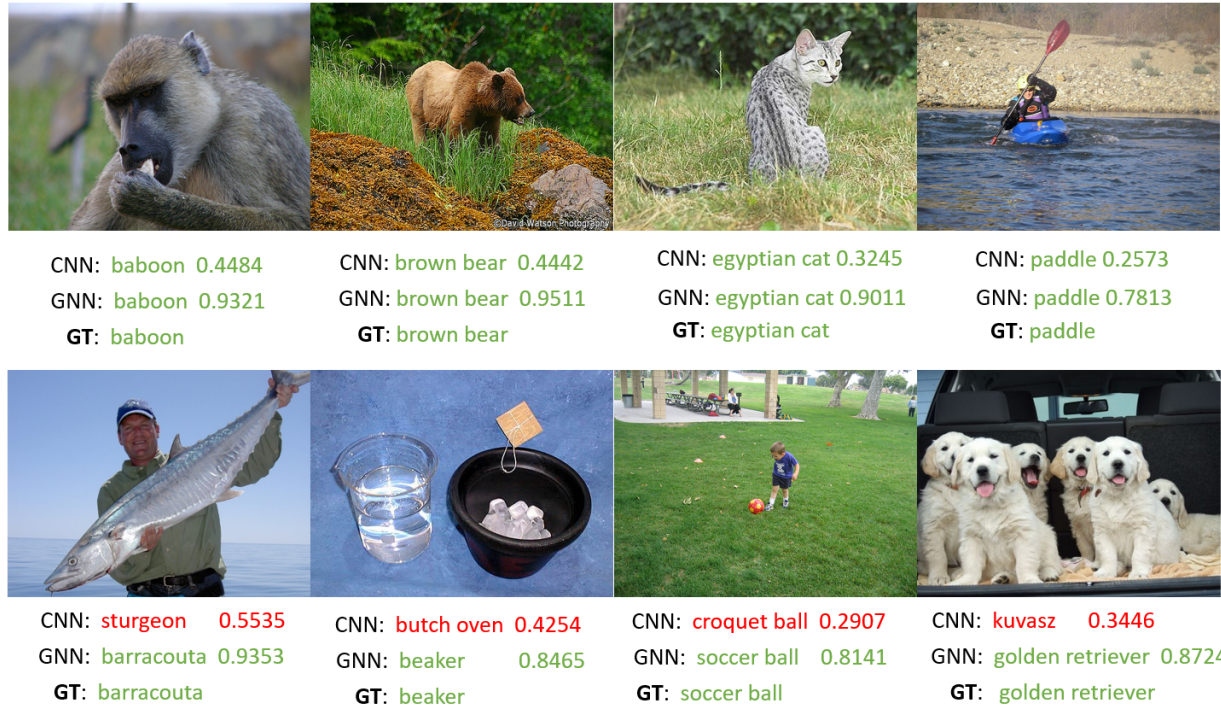 ©David Watson Photography
CNN: baboon 0.4484
GNN: baboon 0.9321
GT: baboon
CNN: brown bear 0.4442
GNN: brown bear 0.9511
GT: brown bear
CNN: egyptian cat 0.3245
GNN: egyptian cat 0.9011
GT: egyptian cat
CNN: paddle 0.2573
GNN: paddle 0.7813
GT: paddle
CNN: sturgeon 0.5535
GNN: barracouta 0.9353
GT: barracouta
CNN: butch oven 0.4254
GNN: beaker 0.8465
GT: beaker
CNN: croquet ball 0.2907
GNN: soccer ball 0.8141
GT: soccer ball
CNN: kuvasz 0.3446
GNN: golden retriever 0.8724
GT: golden retriever